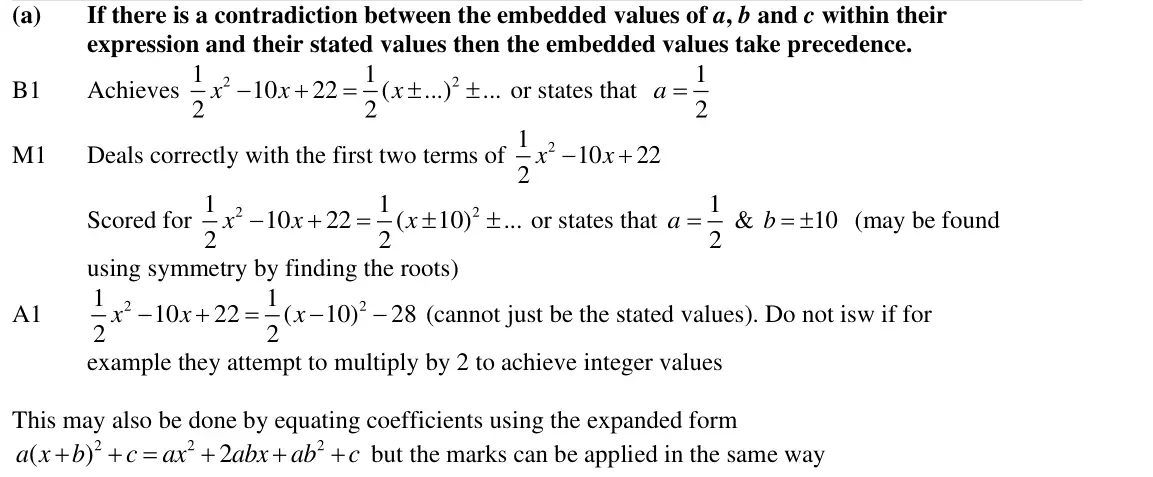 (a) If there is a contradiction between the embedded values of a, b and c within their
expression and their stated values then the embedded values take precedence.
B1 Achieves 1/2 x² − 10x + 22 = 1/2 (x ± ...)² ± ... or states that a = 1/2
M1 Deals correctly with the first two terms of 1/2 x² − 10x + 22
Scored for 1/2 x² − 10x + 22 = 1/2 (x ± 10)² ± ... or states that a = 1/2 & b = ±10 (may be found
using symmetry by finding the roots)
A1 1/2 x² − 10x + 22 = 1/2 (x − 10)² − 28 (cannot just be the stated values). Do not isw if for
example they attempt to multiply by 2 to achieve integer values
This may also be done by equating coefficients using the expanded form
a(x + b)² + c = ax² + 2abx + ab² + c but the marks can be applied in the same way